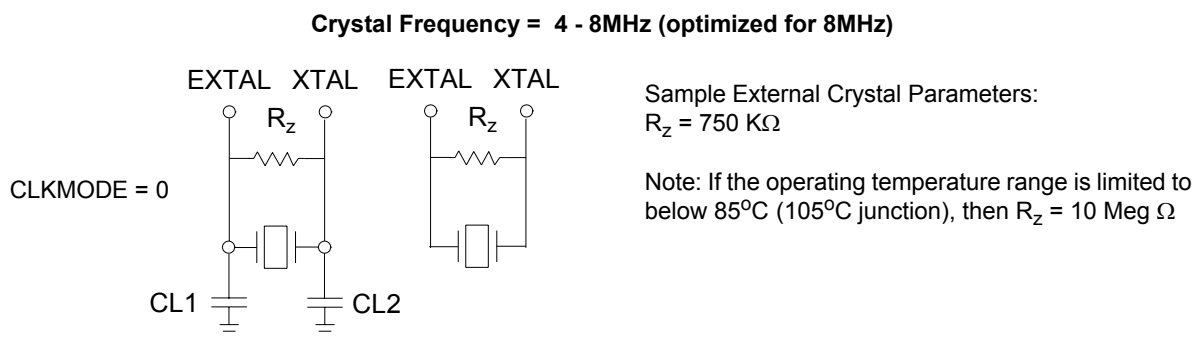 Crystal Frequency = 4 - 8MHz (optimized for 8MHz)
EXTAL XTAL EXTAL XTAL
Rz Rz
Sample External Crystal Parameters:
Rz = 750 KΩ
CLKMODE = 0
Note: If the operating temperature range is limited to
below 85°C (105°C junction), then Rz = 10 Meg Ω
CL1 CL2